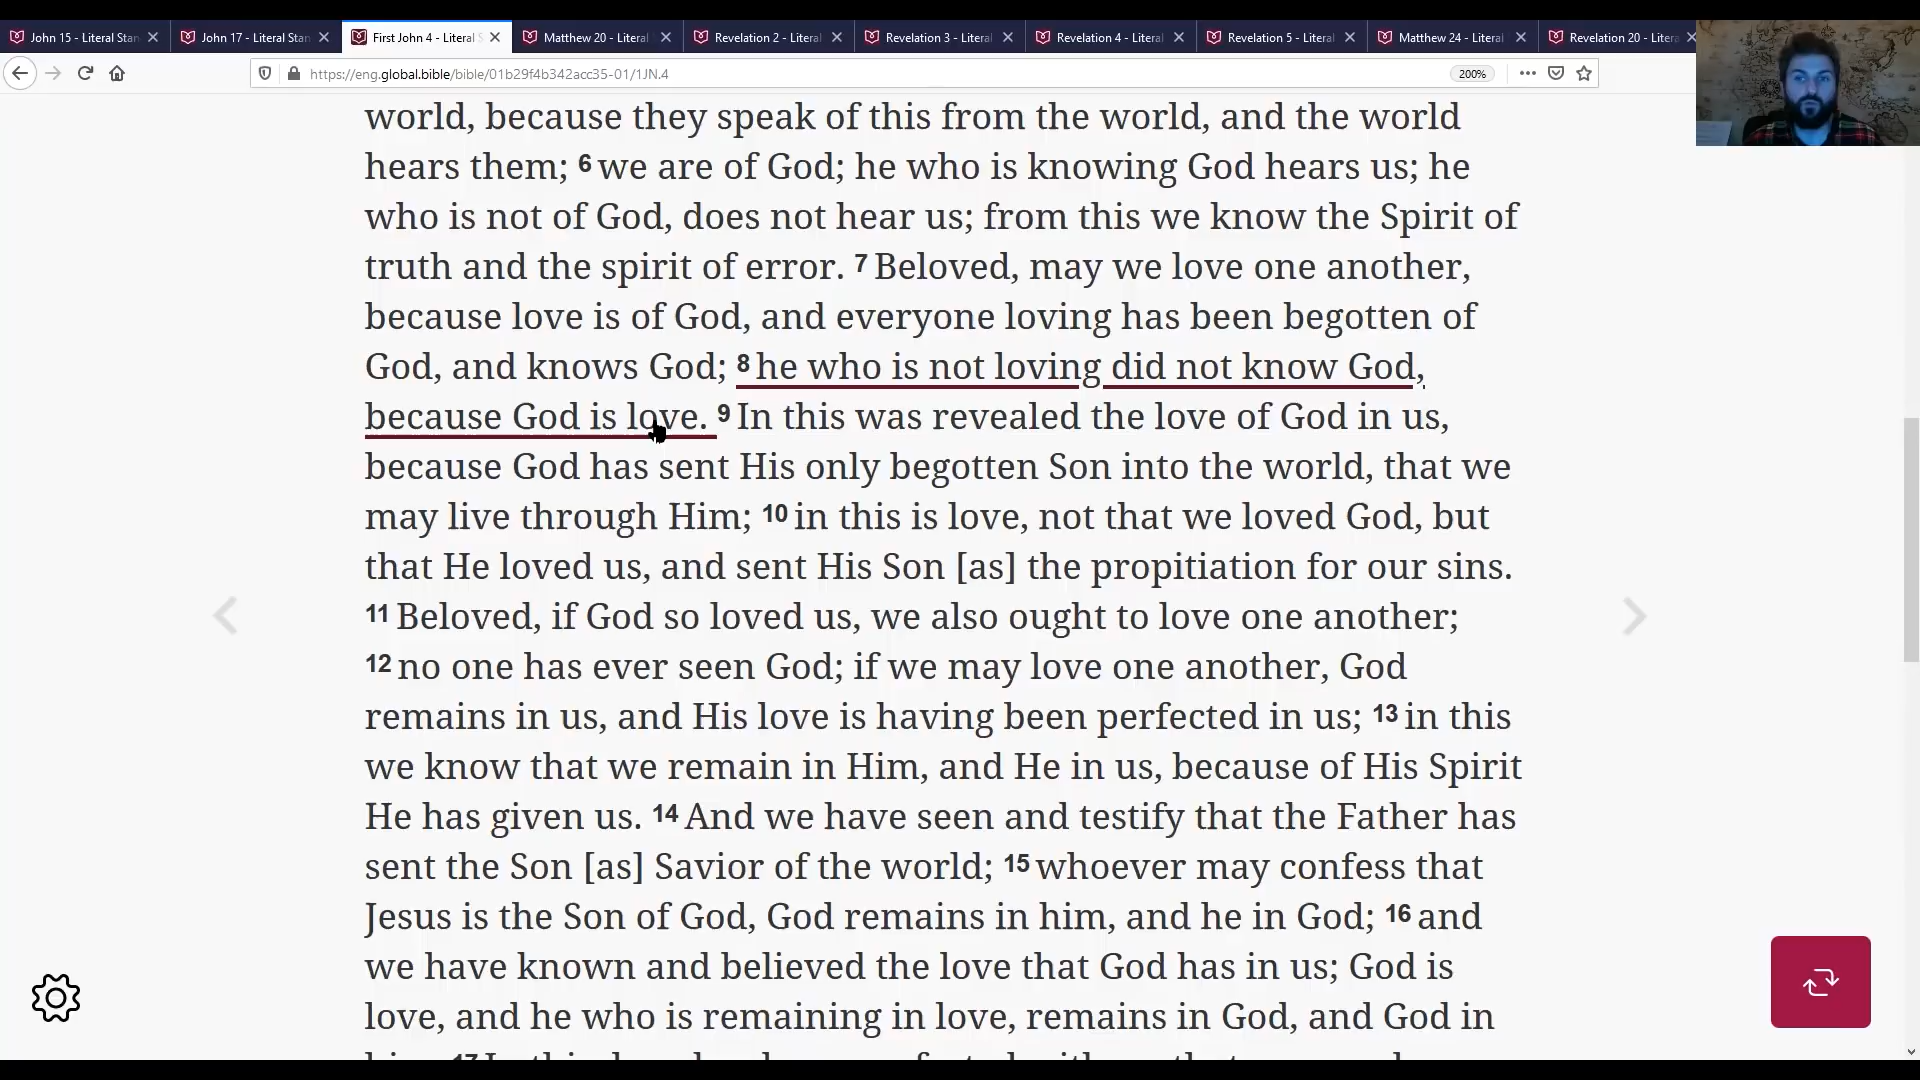 John 15 - Literal Stan
John 17 - Literal Stan
First John 4 - Literal S
Matthew 20 - Literal
Revelation 2 - Literal
Revelation 3 - Literal
Revelation 4 - Literal
Revelation 5 - Literal
Matthew 24 - Literal
Revelation 20 - Litera
https://eng.global.bible/bible/01b29f4b342acc35-01/1JN.4
200%
world, because they speak of this from the world, and the world
hears them; 6 we are of God; he who is knowing God hears us; he
who is not of God, does not hear us; from this we know the Spirit of
truth and the spirit of error. 7 Beloved, may we love one another,
because love is of God, and everyone loving has been begotten of
God, and knows God; 8 he who is not loving did not know God,
because God is love. 9 In this was revealed the love of God in us,
because God has sent His only begotten Son into the world, that we
may live through Him; 10 in this is love, not that we loved God, but
that He loved us, and sent His Son [as] the propitiation for our sins.
11 Beloved, if God so loved us, we also ought to love one another;
12 no one has ever seen God; if we may love one another, God
remains in us, and His love is having been perfected in us; 13 in this
we know that we remain in Him, and He in us, because of His Spirit
He has given us. 14 And we have seen and testify that the Father has
sent the Son [as] Savior of the world; 15 whoever may confess that
Jesus is the Son of God, God remains in him, and he in God; 16 and
we have known and believed the love that God has in us; God is
love, and he who is remaining in love, remains in God, and God in